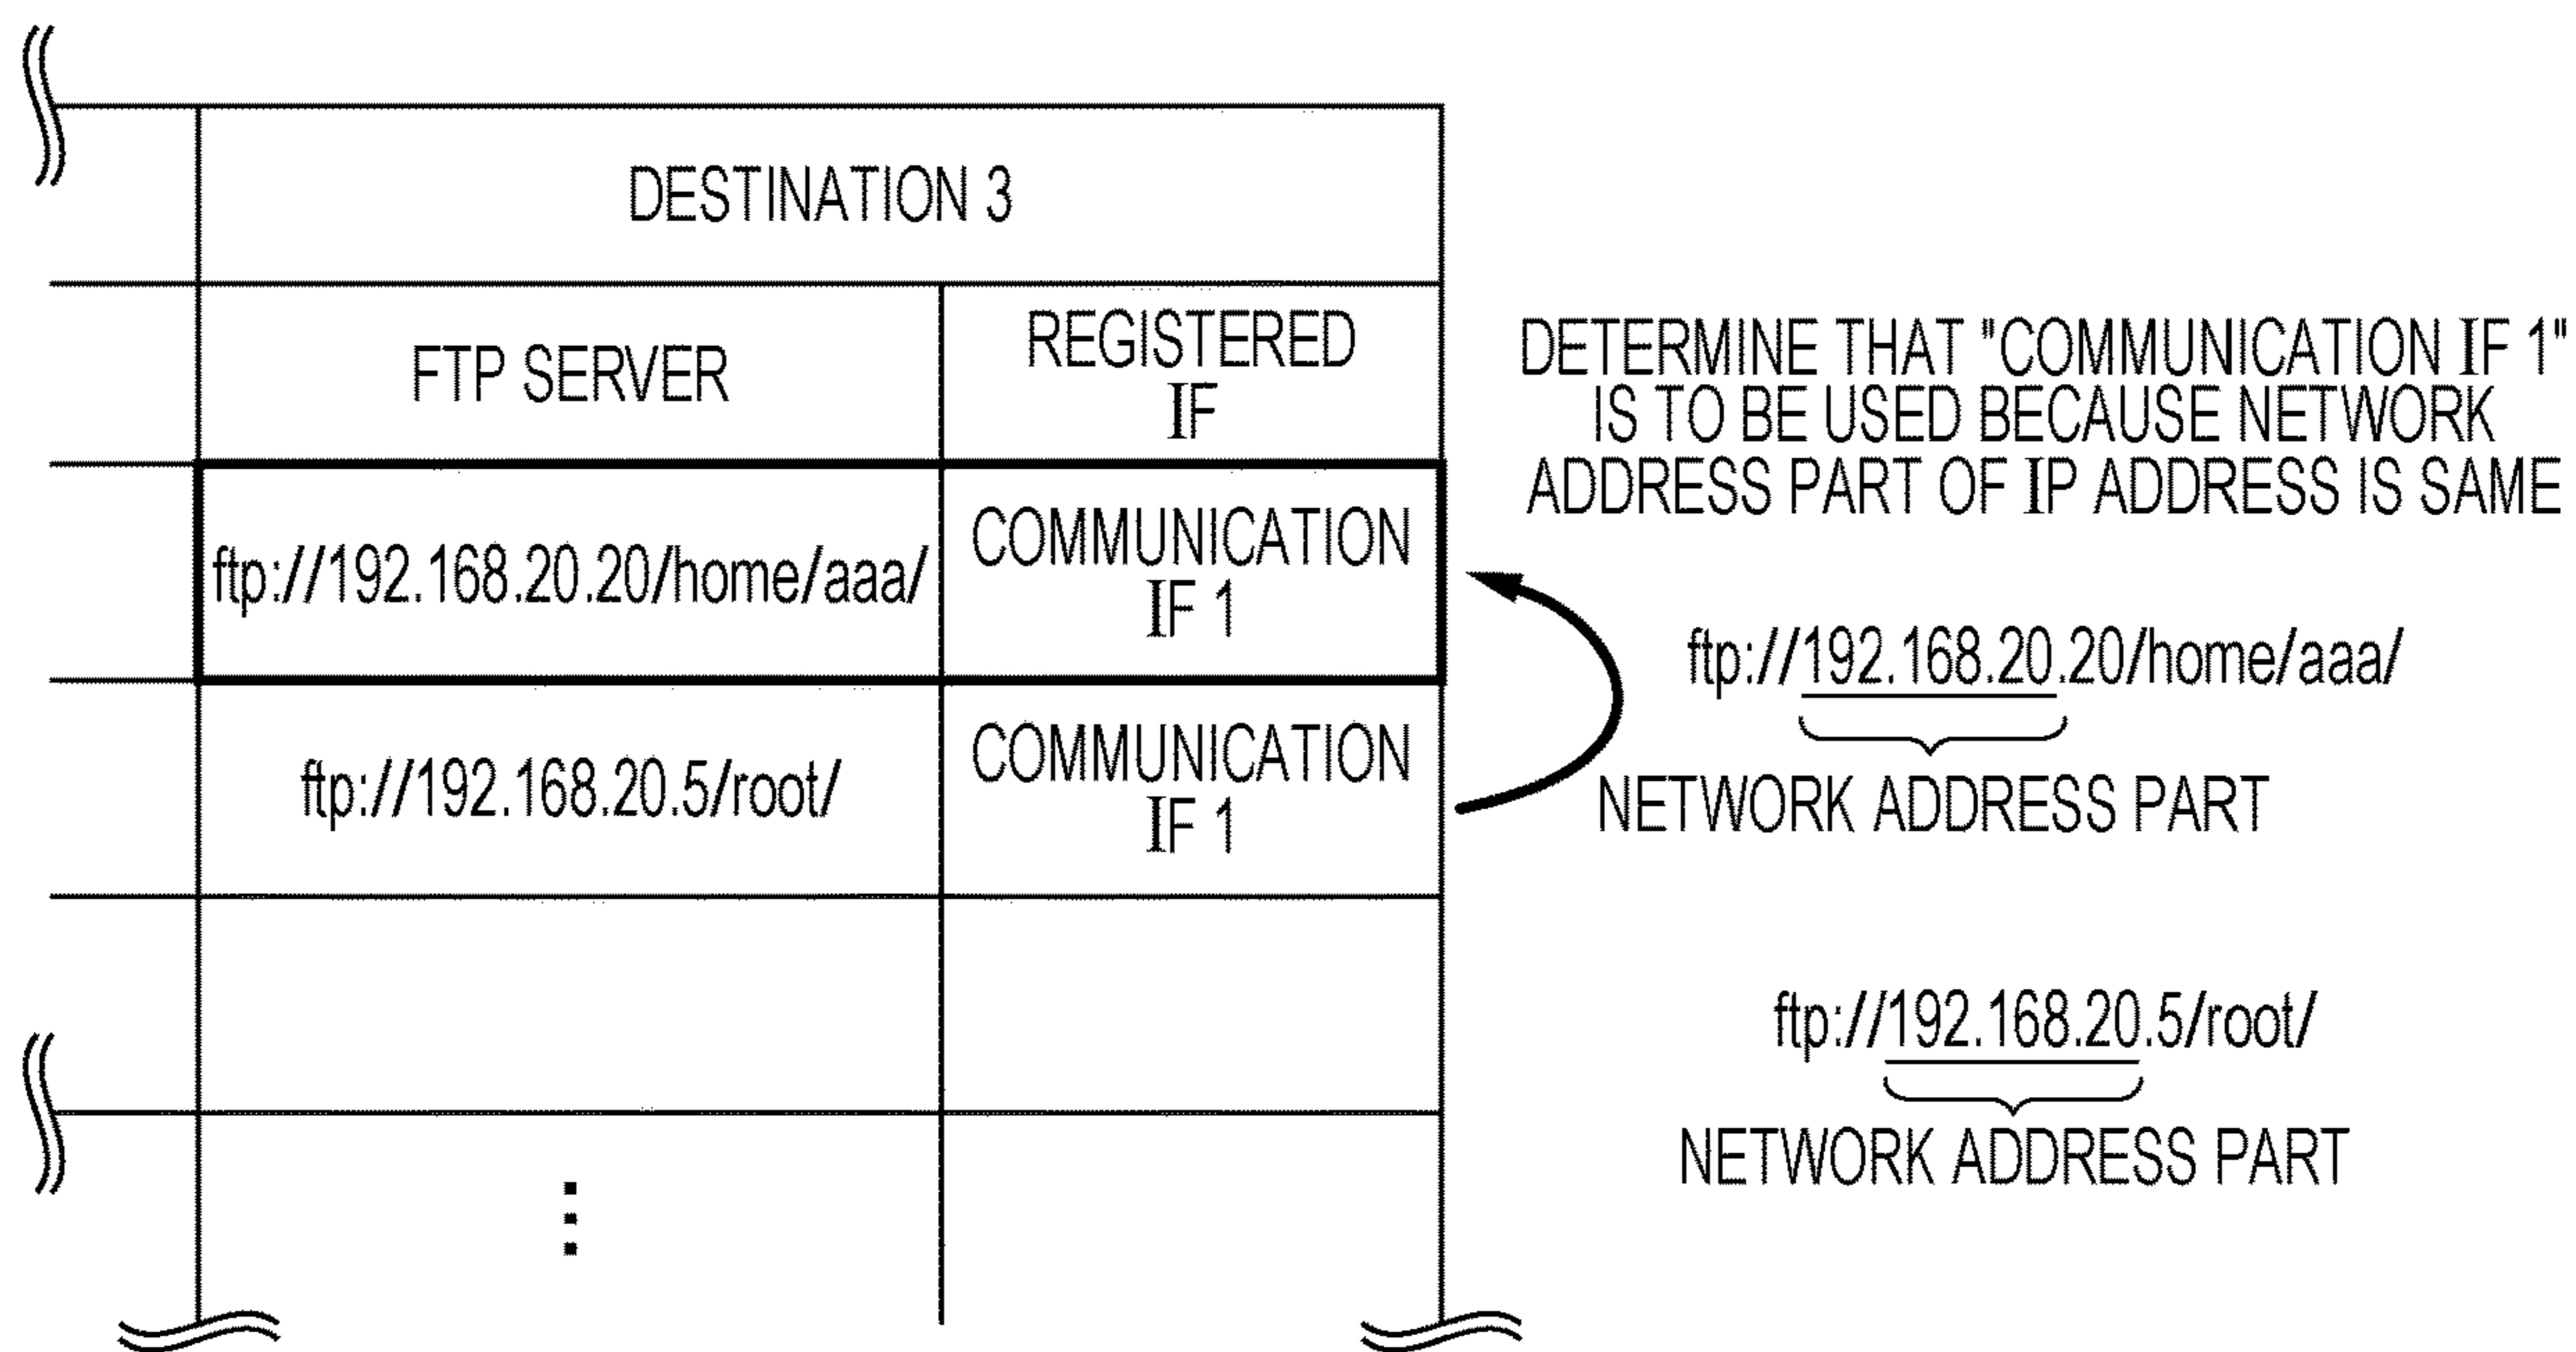 DESTINATION 3
FTP SERVER
REGISTERED
IF
ftp://192.168.20.20/home/aaa/
COMMUNICATION
IF 1
ftp://192.168.20.5/root/
COMMUNICATION
IF 1
DETERMINE THAT "COMMUNICATION IF 1"
IS TO BE USED BECAUSE NETWORK
ADDRESS PART OF IP ADDRESS IS SAME
ftp://192.168.20.20/home/aaa/
NETWORK ADDRESS PART
ftp://192.168.20.5/root/
NETWORK ADDRESS PART